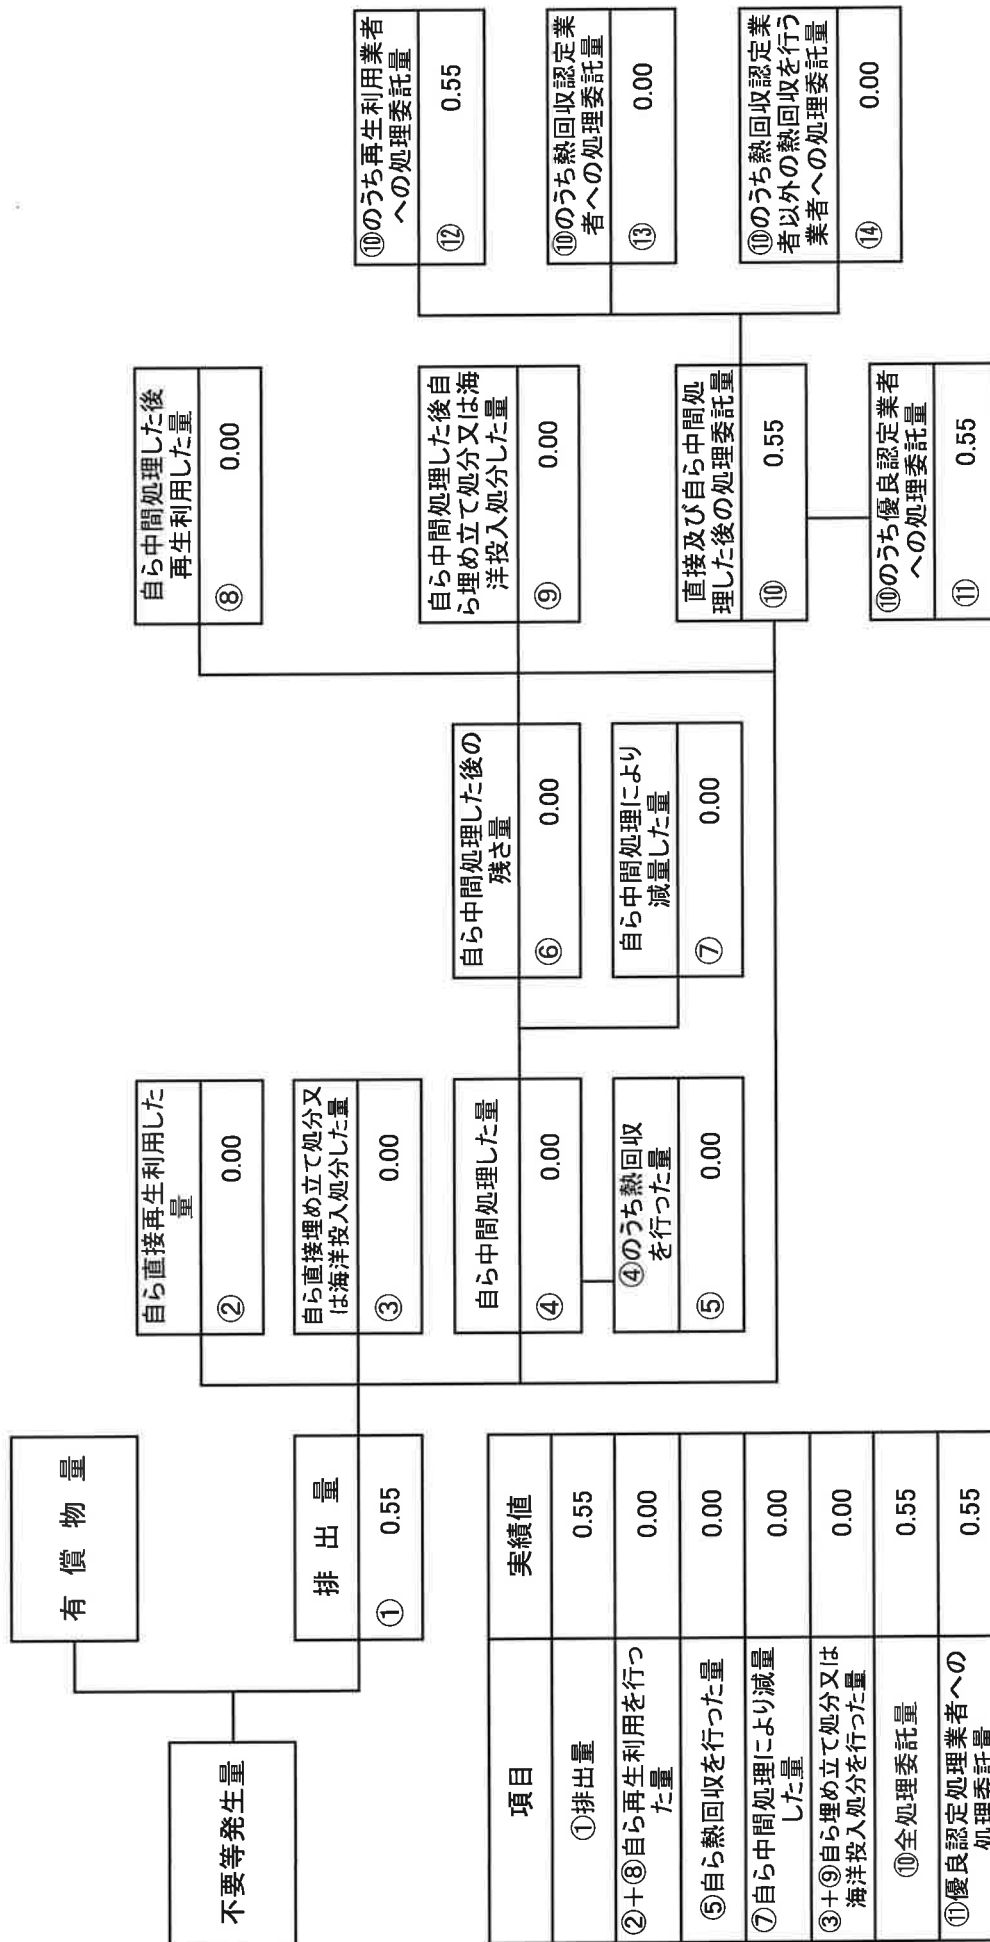 不要等発生量
有償物量
排出量
① 0.55
自ら直接再生利用した
量
② 0.00
自ら直接埋め立て処分又
は海洋投入処分した量
③ 0.00
自ら中間処理した量
④ 0.00
④のうち熱回収
を行った量
⑤ 0.00
自ら中間処理した後の
残さ量
⑥ 0.00
自ら中間処理により
減量した量
⑦ 0.00
自ら中間処理した後
再生利用した量
⑧ 0.00
自ら中間処理した後自
ら埋め立て処分又は海
洋投入処分した量
⑨ 0.00
直接及び自ら中間処
理した後の処理委託量
⑩ 0.55
⑩のうち優良認定業者
への処理委託量
⑪ 0.55
⑩のうち再生利用業者
への処理委託量
⑫ 0.55
⑩のうち熱回収認定業
者への処理委託量
⑬ 0.00
⑩のうち熱回収認定業
者以外の熱回収を行う
業者への処理委託量
⑭ 0.00
項目 実績値
①排出量 0.55
②+⑧自ら再生利用を行っ
た量 0.00
⑤自ら熱回収を行った量 0.00
⑦自ら中間処理により減量
した量 0.00
③+⑨自ら埋め立て処分又は
海洋投入処分を行った量 0.00
⑩全処理委託量 0.55
⑪優良認定処理業者への
処理委託量 0.55